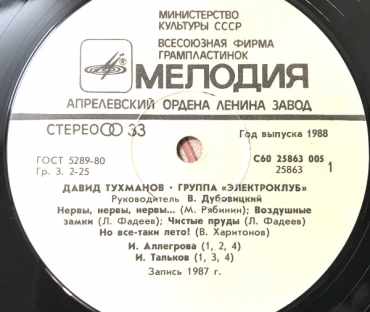 МИНИСТЕРСТВО
КУЛЬТУРЫ СССР
ВСЕСОЮЗНАЯ ФИРМА
ГРАМПЛАСТИНОК
МЕЛОДИЯ
АПРЕЛЕВСКИЙ ОРДЕНА ЛЕНИНА ЗАВОД
СТЕРЕО 33
Год выпуска 1988
ГОСТ 5289-80
Гр. 3. 2-25
С60 25863 005
25863 1
ДАВИД ТУХМАНОВ · ГРУППА «ЭЛЕКТРОКЛУБ»
Руководитель В. Дубовицкий
Нервы, нервы, нервы... (М. Рябинин); Воздушные
замки (Л. Фадеев); Чистые пруды (Л. Фадеев)
Но все-таки лето! (В. Харитонов)
И. Аллегрова (1, 2, 4)
И. Тальков (1, 3, 4)
Запись 1987 г.